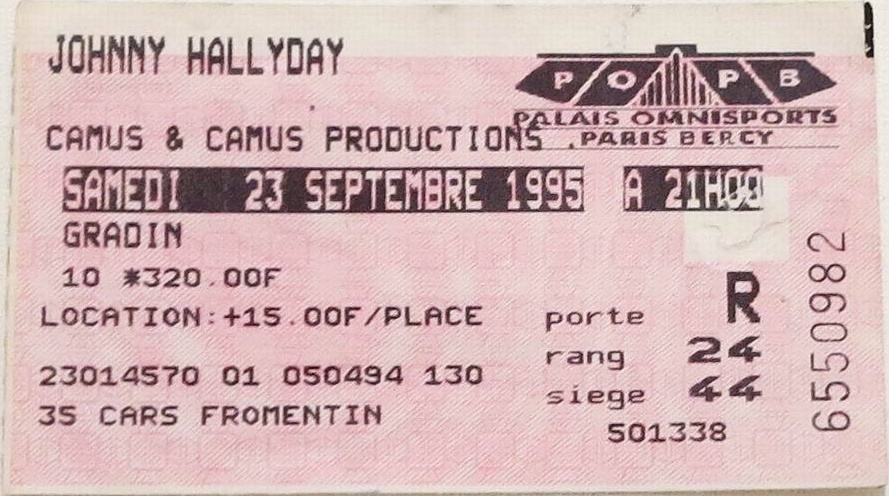 JOHNNY HALLYDAY
P O P B
PALAIS OMNISPORTS
PARIS BERCY
CAMUS & CAMUS PRODUCTIONS .
SAMEDI 23 SEPTEMBRE 1995 A 21H00
GRADIN
10 *320.00F
LOCATION:+15.00F/PLACE
porte R
rang 24
siege 44
23014570 01 050494 130
35 CARS FROMENTIN
501338
6550982